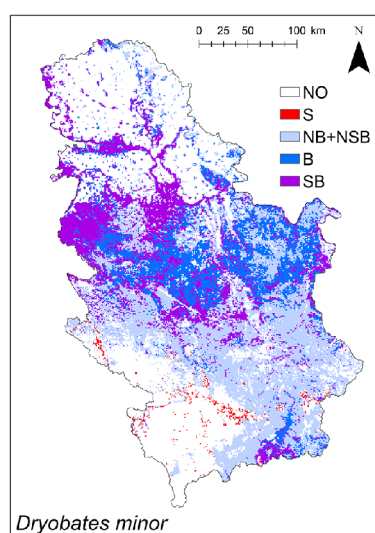 0 25 50 100 km
N
NO
S
NB+NSB
B
SB
Dryobates minor